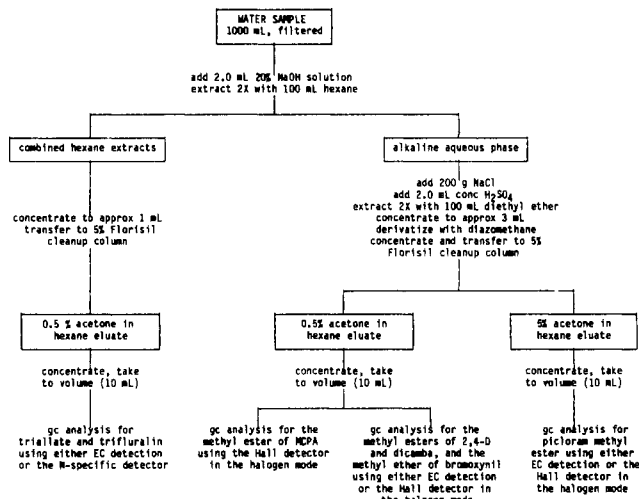 WATER SAMPLE
1000 mL, filtered
add 2.0 mL 20% NaOH solution
extract 2X with 100 mL hexane
combined hexane extracts
alkaline aqueous phase
concentrate to approx 1 mL
transfer to 5% Florisil
cleanup column
add 200 g NaCl
add 2.0 mL conc H2SO4
extract 2X with 100 mL diethyl ether
concentrate to approx 3 mL
derivatize with diazomethane
concentrate and transfer to 5%
Florisil cleanup column
0.5 % acetone in
hexane eluate
0.5% acetone in
hexane eluate
5% acetone in
hexane eluate
concentrate, take
to volume (10 mL)
concentrate, take
to volume (10 mL)
concentrate, take
to volume (10 mL)
gc analysis for
triallate and trifluralin
using either EC detection
or the N-specific detector
gc analysis for the
methyl ester of MCPA
using the Hall detector
in the halogen mode
gc analysis for the
methyl esters of 2,4-D
and dicamba, and the
methyl ether of bromoxynil
using either EC detection
or the Hall detector in
the halogen mode
gc analysis for
picloram methyl
ester using either
EC detection or the
Hall detector in
the halogen mode